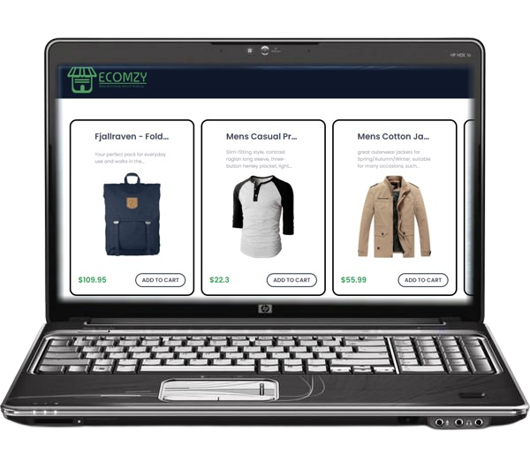 ECOMZY
Fjallraven - Fold...
Your perfect pack for everyday
use and walks in the...
$109.95
ADD TO CART
Mens Casual Pr...
Slim-fitting style, contrast
raglan long sleeve, three-
button henley placket, light...
$22.3
ADD TO CART
Mens Cotton Ja...
great outerwear jackets for
Spring/Autumn/Winter, suitable
for many occasions, such...
$55.99
ADD TO CART
hp